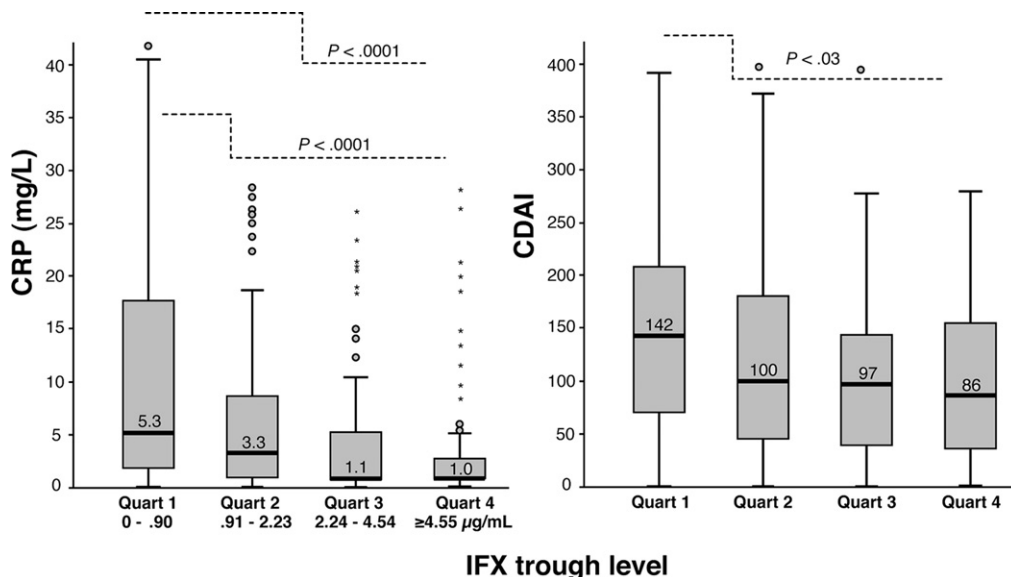 P < .0001
P < .0001
CRP (mg/L)
40
35
30
25
20
15
10
5
0
5.3
3.3
1.1
1.0
Quart 1
0 - .90
Quart 2
.91 - 2.23
Quart 3
2.24 - 4.54
Quart 4
≥4.55 µg/mL
P < .03
CDAI
400
350
300
250
200
150
100
50
0
142
100
97
86
Quart 1
Quart 2
Quart 3
Quart 4
IFX trough level